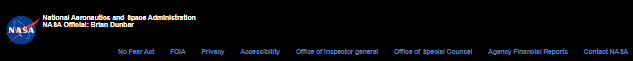 NASA
National Aeronautics and Space Administration
NASA Official: Brian Dunbar
No Fear Act FOIA Privacy Accessibility Office of Inspector general Office of Special Counsel Agency Financial Reports Contact NASA